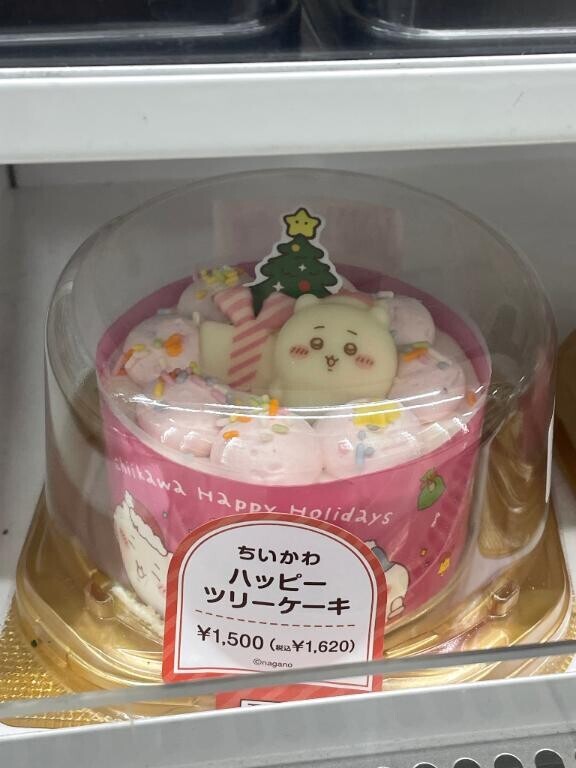 chiikawa Happy Holidays
ちいかわ
ハッピー
ツリーケーキ
¥1,500 (税込¥1,620)
©nagano